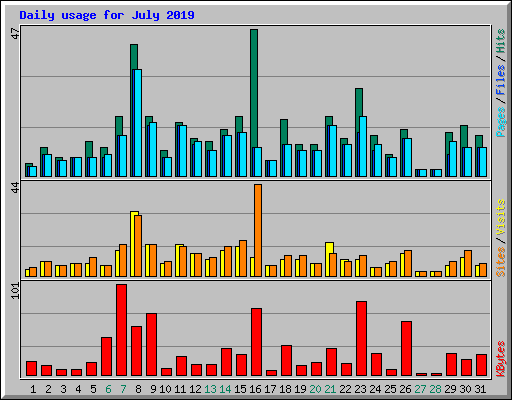 Daily usage for July 2019
47
Pages / Files / Hits
44
Sites / Visits
101
KBytes
1 2 3 4 5 6 7 8 9 10 11 12 13 14 15 16 17 18 19 20 21 22 23 24 25 26 27 28 29 30 31